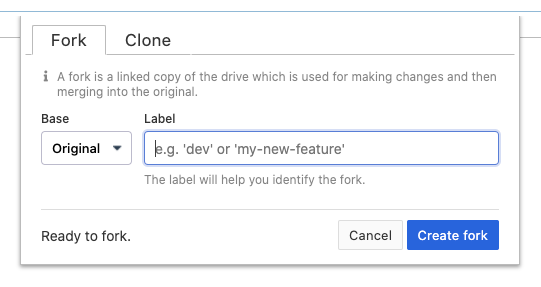 Fork Clone
ℹ A fork is a linked copy of the drive which is used for making changes and then
merging into the original.
Base Label
Original e.g. 'dev' or 'my-new-feature'
The label will help you identify the fork.
Ready to fork. Cancel Create fork